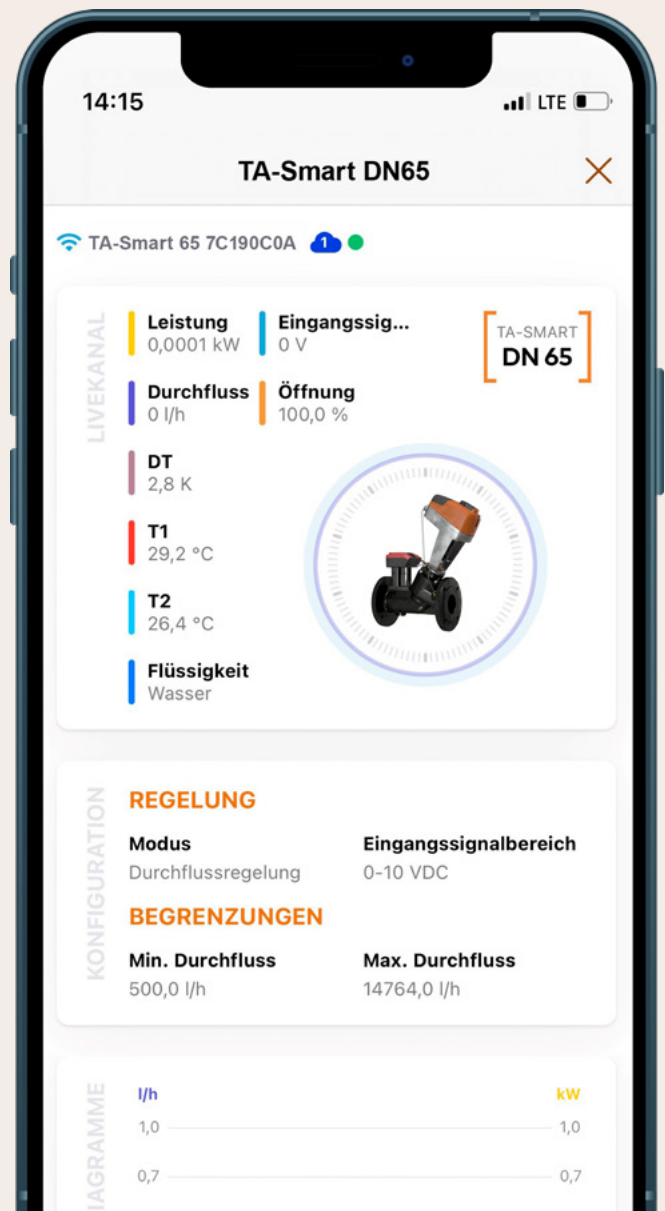 14:15
LTE
TA-Smart DN65
TA-Smart 65 7C190C0A 1
LIVEKANAL
Leistung
0,0001 kW
Eingangssig...
0 V
TA-SMART
DN 65
Durchfluss
0 l/h
Öffnung
100,0 %
DT
2,8 K
T1
29,2 °C
T2
26,4 °C
Flüssigkeit
Wasser
KONFIGURATION
REGELUNG
Modus
Durchflussregelung
Eingangssignalbereich
0-10 VDC
BEGRENZUNGEN
Min. Durchfluss
500,0 l/h
Max. Durchfluss
14764,0 l/h
IAGRAMME
l/h
kW
1,0
1,0
0,7
0,7